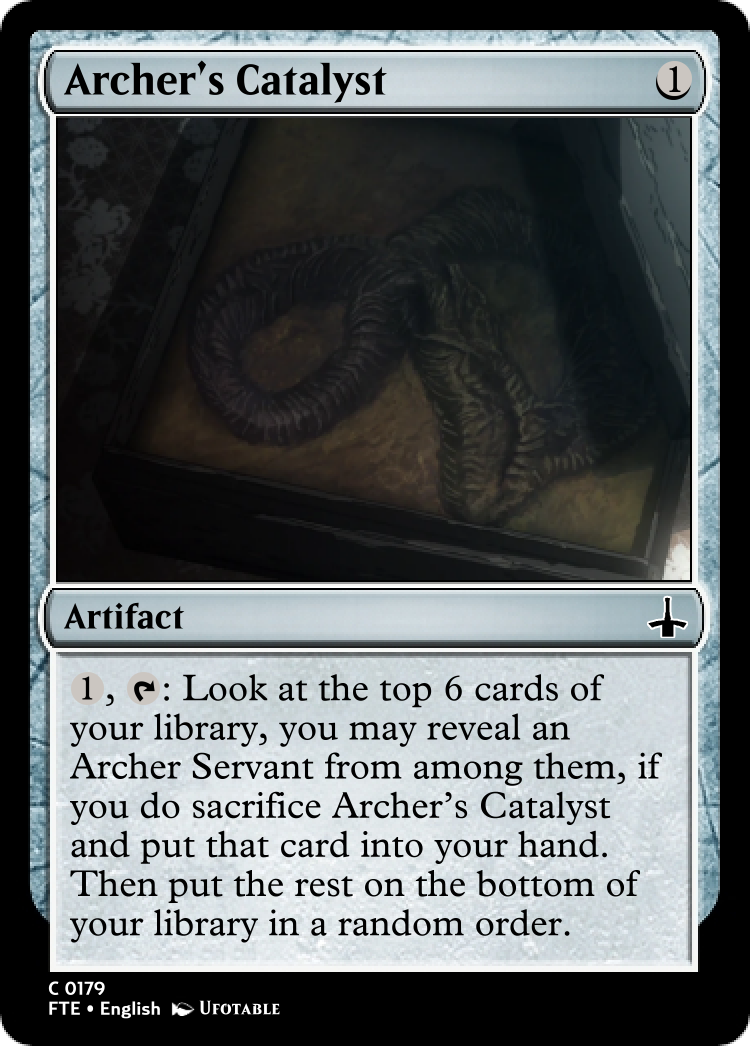 Archer's Catalyst 1
Artifact
1, : Look at the top 6 cards of
your library, you may reveal an
Archer Servant from among them, if
you do sacrifice Archer's Catalyst
and put that card into your hand.
Then put the rest on the bottom of
your library in a random order.
C 0179
FTE • English Ufotable